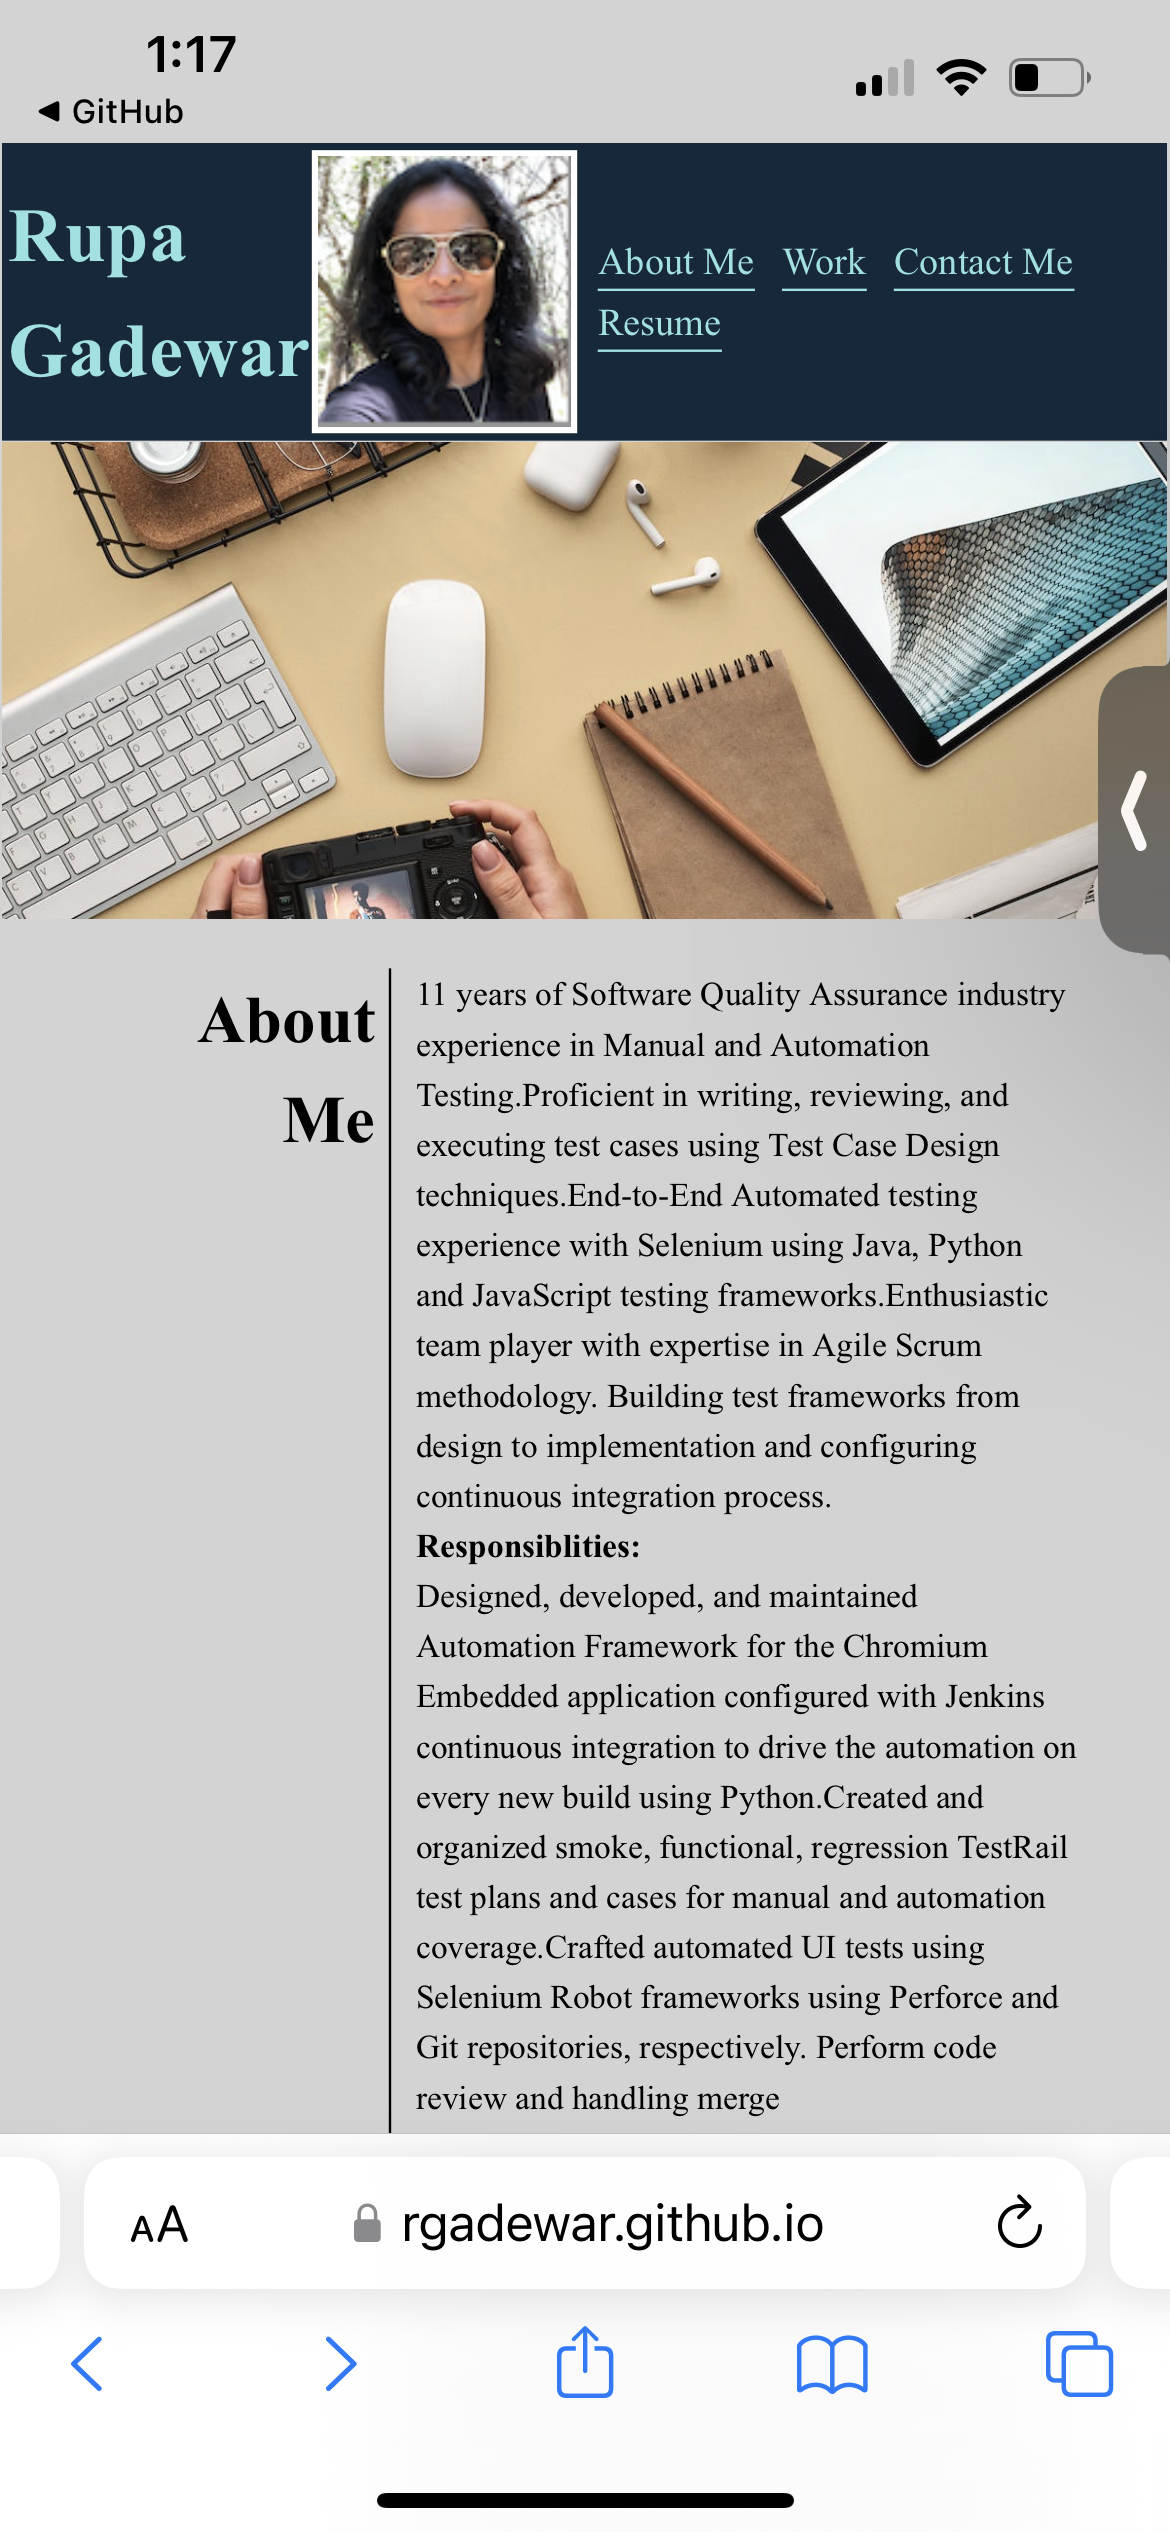 1:17
◀ GitHub
Rupa
Gadewar
About Me Work Contact Me
Resume
About
Me
11 years of Software Quality Assurance industry
experience in Manual and Automation
Testing.Proficient in writing, reviewing, and
executing test cases using Test Case Design
techniques.End-to-End Automated testing
experience with Selenium using Java, Python
and JavaScript testing frameworks.Enthusiastic
team player with expertise in Agile Scrum
methodology. Building test frameworks from
design to implementation and configuring
continuous integration process.
Responsiblities:
Designed, developed, and maintained
Automation Framework for the Chromium
Embedded application configured with Jenkins
continuous integration to drive the automation on
every new build using Python.Created and
organized smoke, functional, regression TestRail
test plans and cases for manual and automation
coverage.Crafted automated UI tests using
Selenium Robot frameworks using Perforce and
Git repositories, respectively. Perform code
review and handling merge
AA rgadewar.github.io